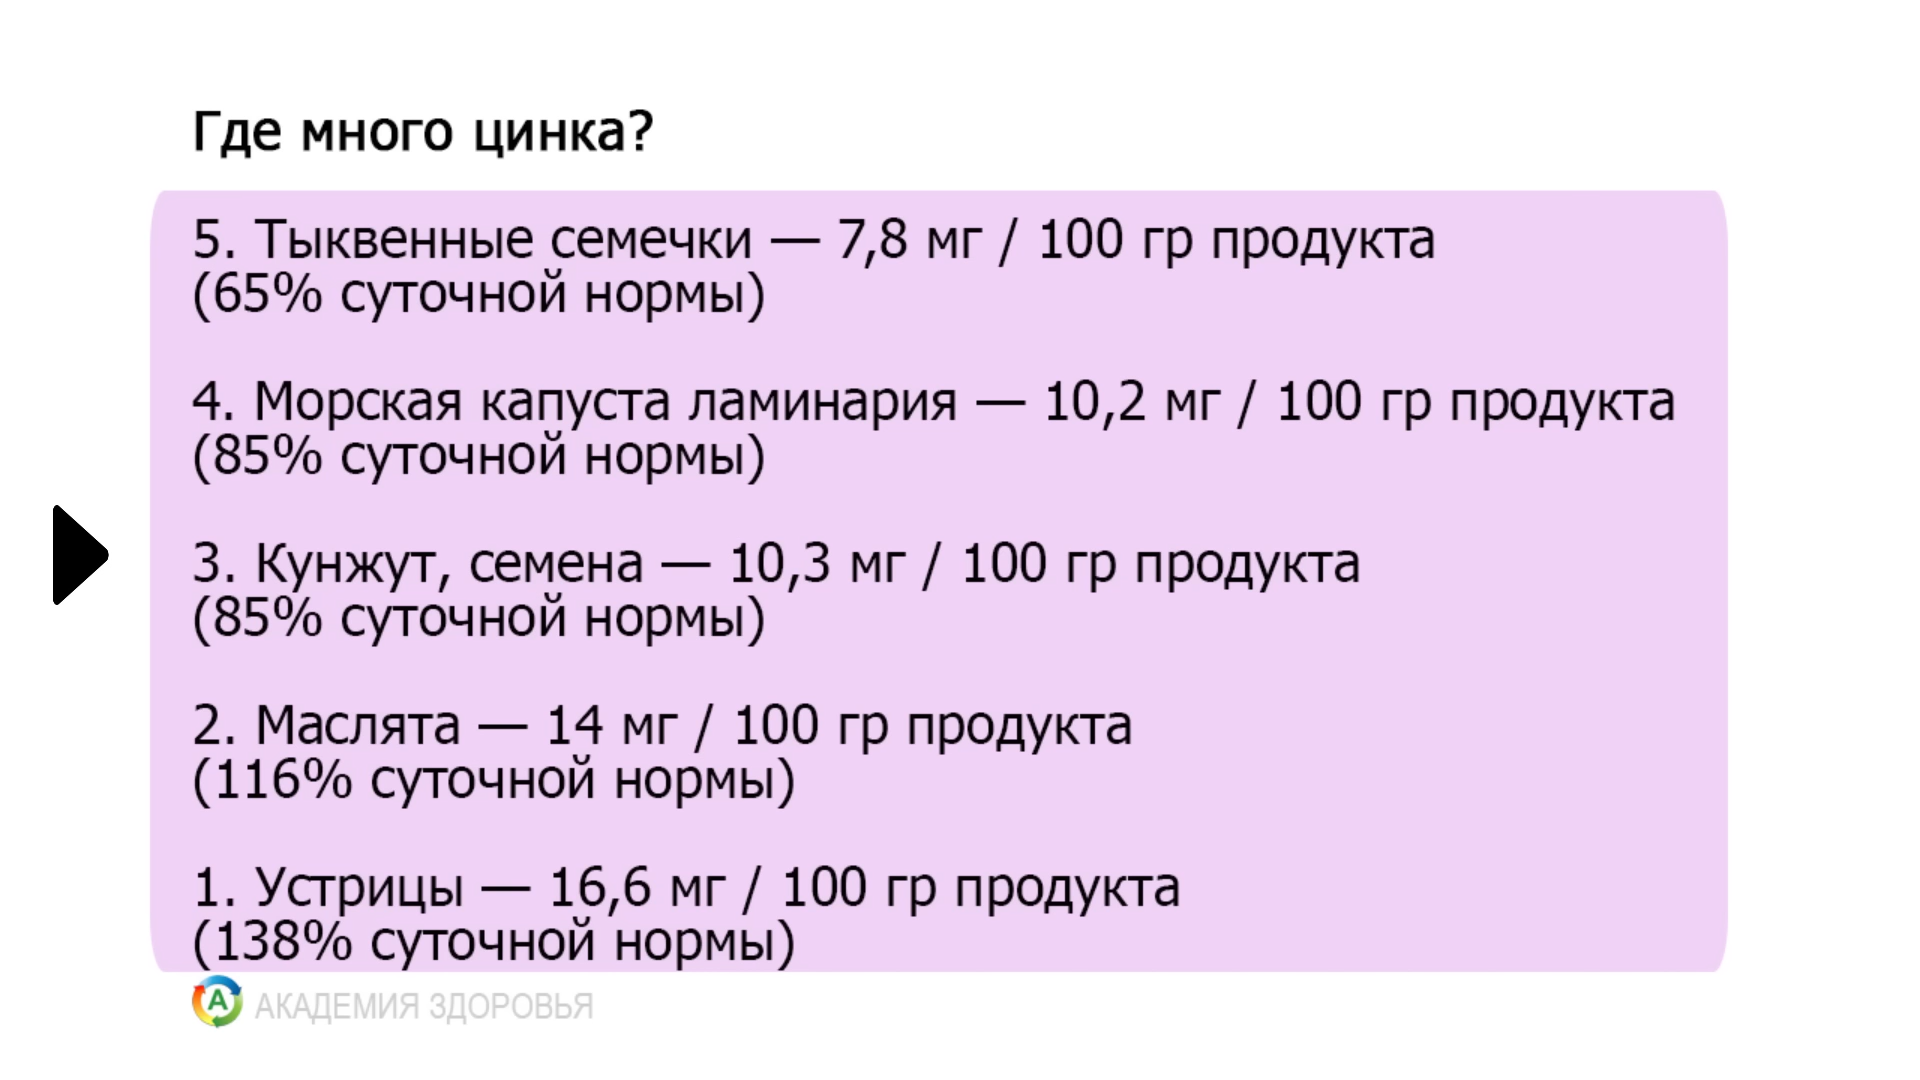 Где много цинка?
5. Тыквенные семечки — 7,8 мг / 100 гр продукта
(65% суточной нормы)
4. Морская капуста ламинария — 10,2 мг / 100 гр продукта
(85% суточной нормы)
3. Кунжут, семена — 10,3 мг / 100 гр продукта
(85% суточной нормы)
2. Маслята — 14 мг / 100 гр продукта
(116% суточной нормы)
1. Устрицы — 16,6 мг / 100 гр продукта
(138% суточной нормы)
А АКАДЕМИЯ ЗДОРОВЬЯ